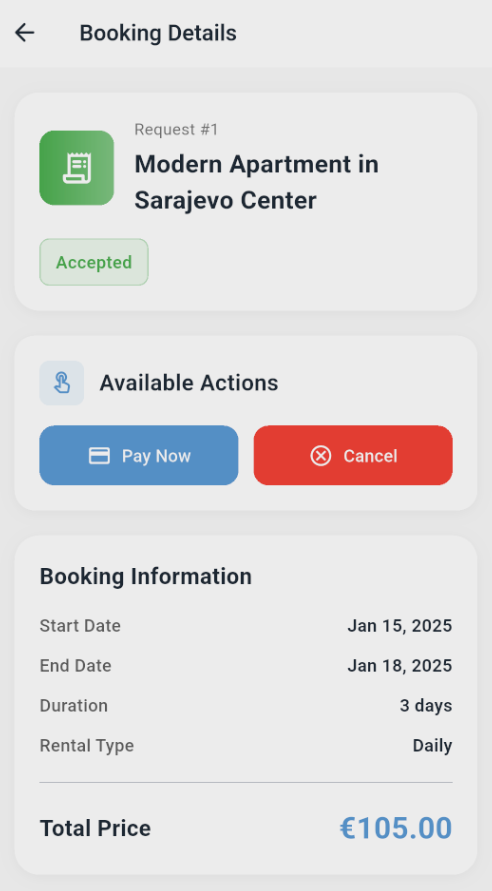 Booking Details
Request #1
Modern Apartment in
Sarajevo Center
Accepted
Available Actions
Pay Now
Cancel
Booking Information
Start Date Jan 15, 2025
End Date Jan 18, 2025
Duration 3 days
Rental Type Daily
Total Price €105.00